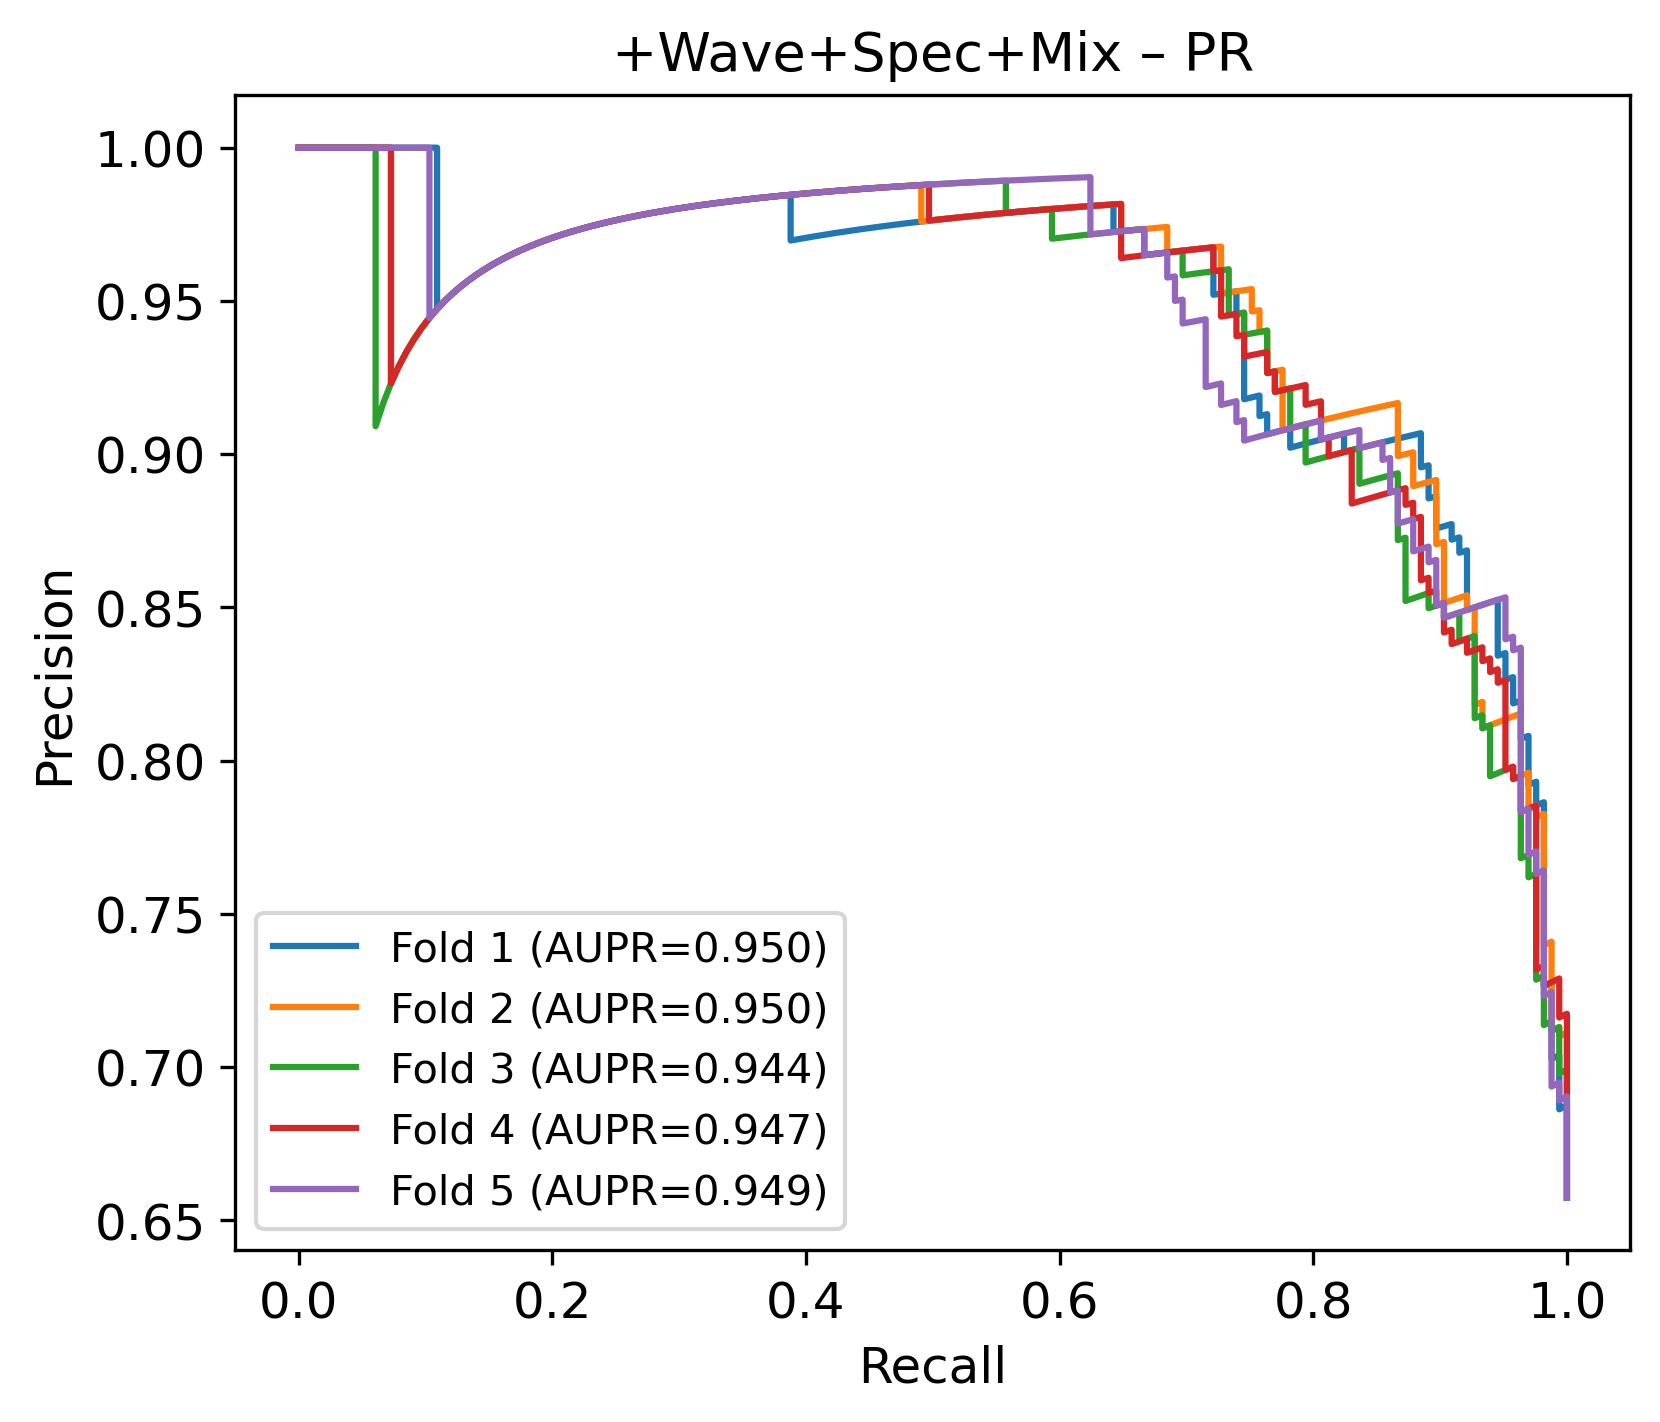 +Wave+Spec+Mix – PR
Precision
1.00
0.95
0.90
0.85
0.80
0.75
0.70
0.65
Fold 1 (AUPR=0.950)
Fold 2 (AUPR=0.950)
Fold 3 (AUPR=0.944)
Fold 4 (AUPR=0.947)
Fold 5 (AUPR=0.949)
0.0 0.2 0.4 0.6 0.8 1.0
Recall